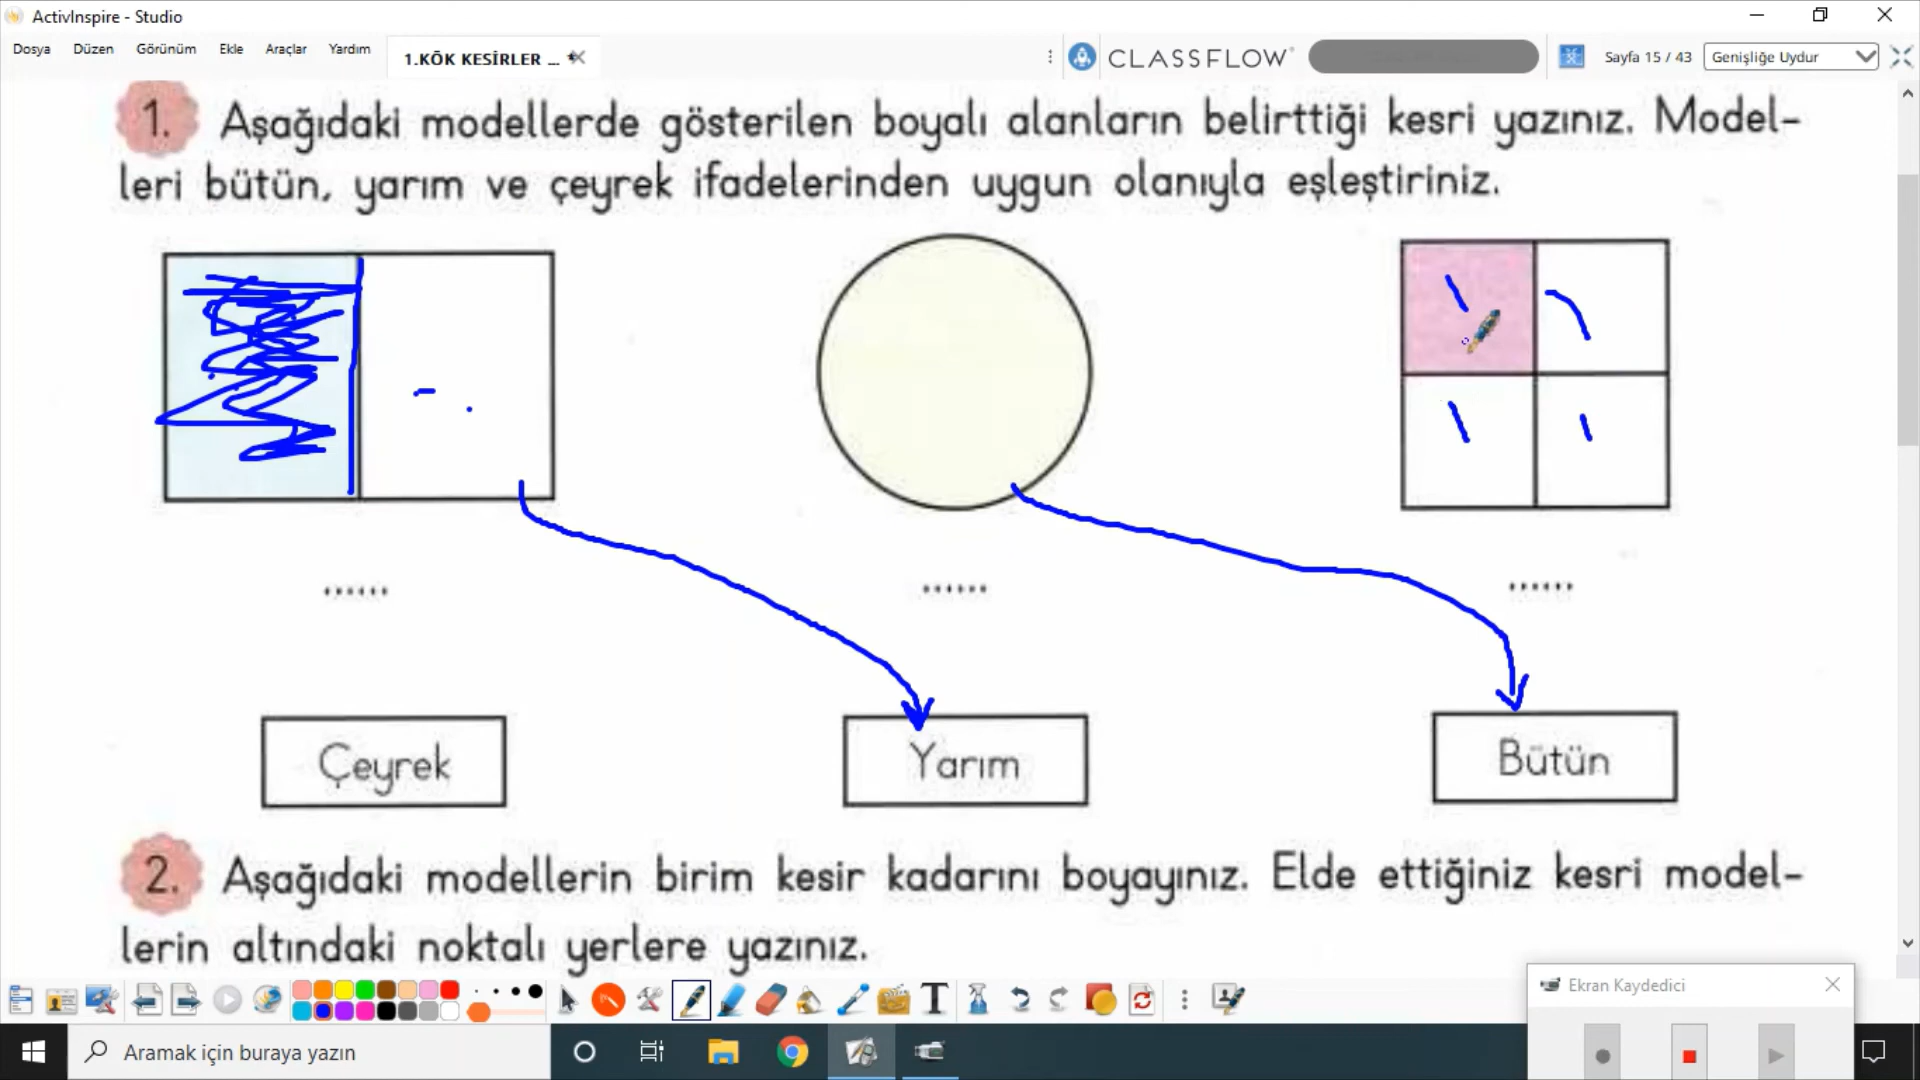 ActivInspire - Studio
Dosya Düzen Görünüm Ekle Araçlar Yardım
1.KÖK KESİRLER ...
CLASSFLOW
Sayfa 15 / 43
Genişliğe Uydur
1. Aşağıdaki modellerde gösterilen boyalı alanların belirttiği kesri yazınız. Model-
leri bütün, yarım ve çeyrek ifadelerinden uygun olanıyla eşleştiriniz.
...... ...... ......
Çeyrek Yarım Bütün
2. Aşağıdaki modellerin birim kesir kadarını boyayınız. Elde ettiğiniz kesri model-
lerin altındaki noktalı yerlere yazınız.
Ekran Kaydedici
Aramak için buraya yazın